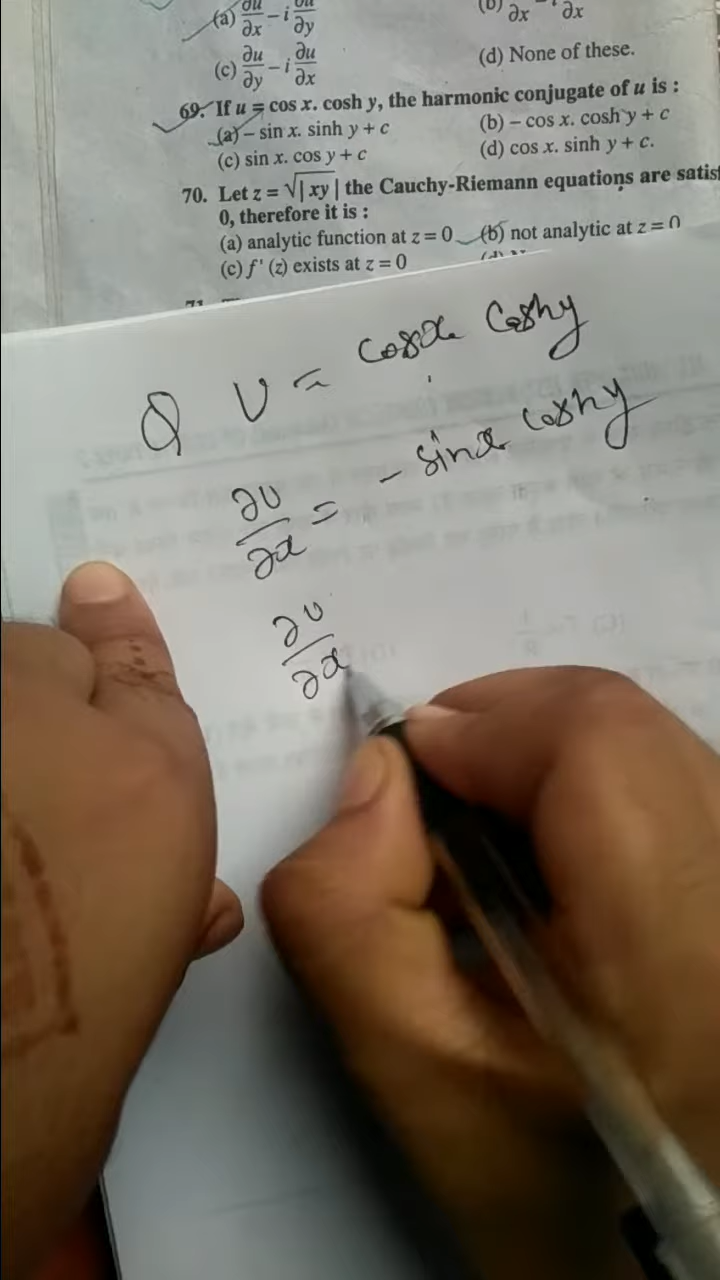 (a) ∂u/∂x − i ∂u/∂y
(b) ∂x ∂x
(c) ∂u/∂y − i ∂u/∂x
(d) None of these.
69. If u = cos x. cosh y, the harmonic conjugate of u is :
(a) − sin x. sinh y + c
(b) − cos x. cosh y + c
(c) sin x. cos y + c
(d) cos x. sinh y + c.
70. Let z = √|xy| the Cauchy-Riemann equations are satis
0, therefore it is :
(a) analytic function at z = 0
(b) not analytic at z = 0
(c) f' (z) exists at z = 0
71.
Q U = cosx coshy
∂U/∂x = - sinx coshy
∂U/∂x